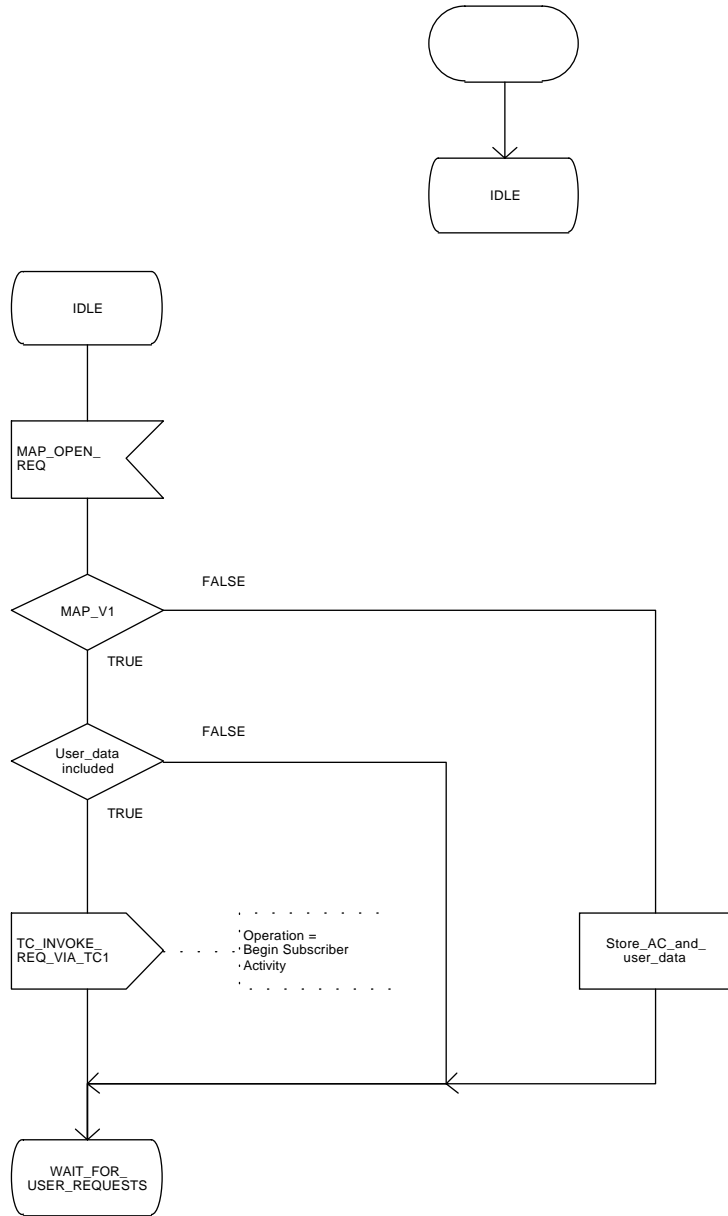 IDLE
IDLE
MAP_OPEN_
REQ
FALSE
MAP_V1
TRUE
FALSE
User_data
included
TRUE
TC_INVOKE_
REQ_VIA_TC1
Operation =
Begin Subscriber
Activity
Store_AC_and_
user_data
WAIT_FOR_
USER_REQUESTS